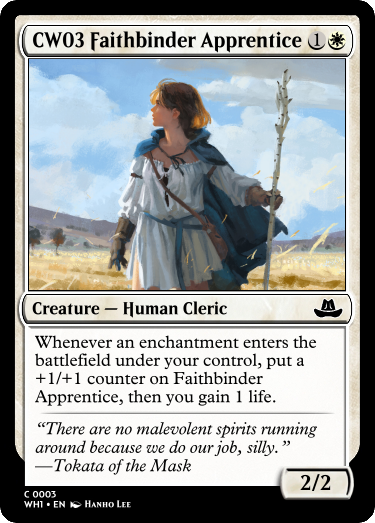 CW03 Faithbinder Apprentice 1
Creature — Human Cleric
Whenever an enchantment enters the
battlefield under your control, put a
+1/+1 counter on Faithbinder
Apprentice, then you gain 1 life.
“There are no malevolent spirits running
around because we do our job, silly.”
—Tokata of the Mask
2/2
C 0003
WH1 • EN Hanho Lee